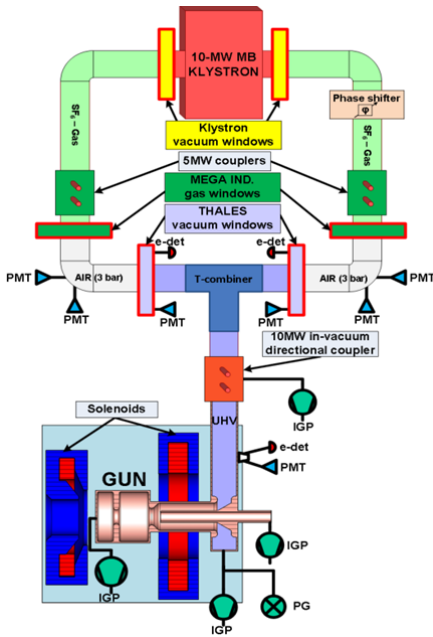 10-MW MB
KLYSTRON
Phase shifter
φ
SF6 – Gas
SF6 – Gas
Klystron
vacuum windows
5MW couplers
MEGA IND.
gas windows
THALES
vacuum windows
e-det
e-det
PMT
AIR (3 bar)
T-combiner
AIR (3 bar)
PMT
PMT
PMT
PMT
PMT
10MW in-vacuum
directional coupler
Solenoids
UHV
IGP
e-det
PMT
GUN
IGP
IGP
IGP
PG